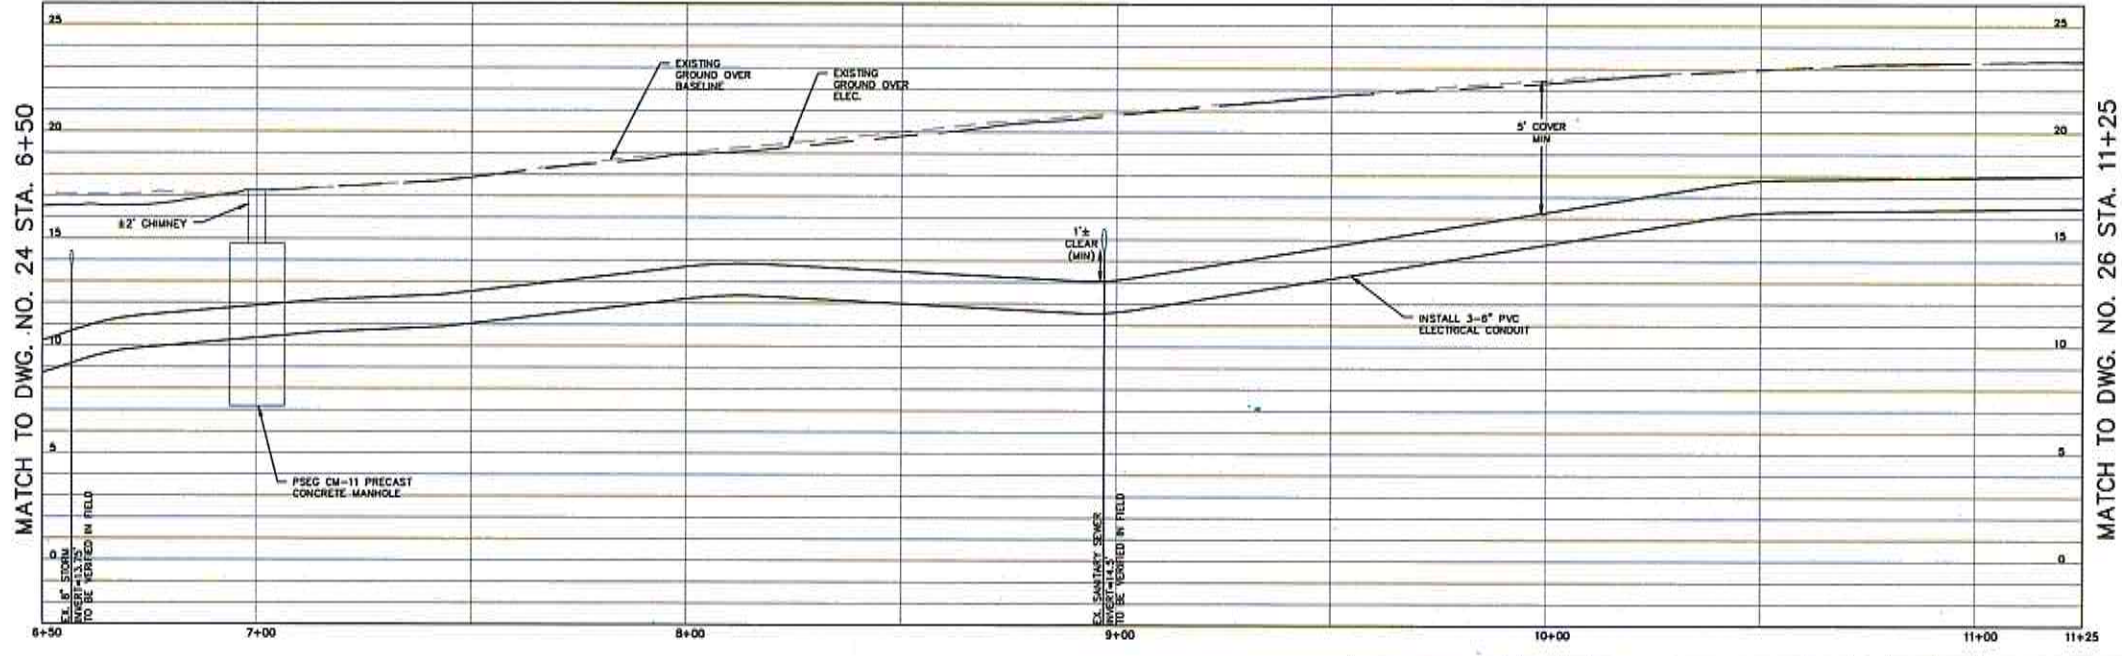 MATCH TO DWG. NO. 24 STA. 6+50
25
20
15
10
5
0
EXISTING
GROUND OVER
BASELINE
EXISTING
GROUND OVER
ELEC.
±2' CHIMNEY
PSEG CM-11 PRECAST
CONCRETE MANHOLE
EX. 8" STORM
INVERT=13.75'
TO BE VERIFIED IN FIELD
1'±
CLEAR
(MIN)
EX. SANITARY SEWER
INVERT=14.5'
TO BE VERIFIED IN FIELD
5' COVER
MIN
INSTALL 3-6" PVC
ELECTRICAL CONDUIT
25
20
15
10
5
0
MATCH TO DWG. NO. 26 STA. 11+25
6+50
7+00
8+00
9+00
10+00
11+00
11+25